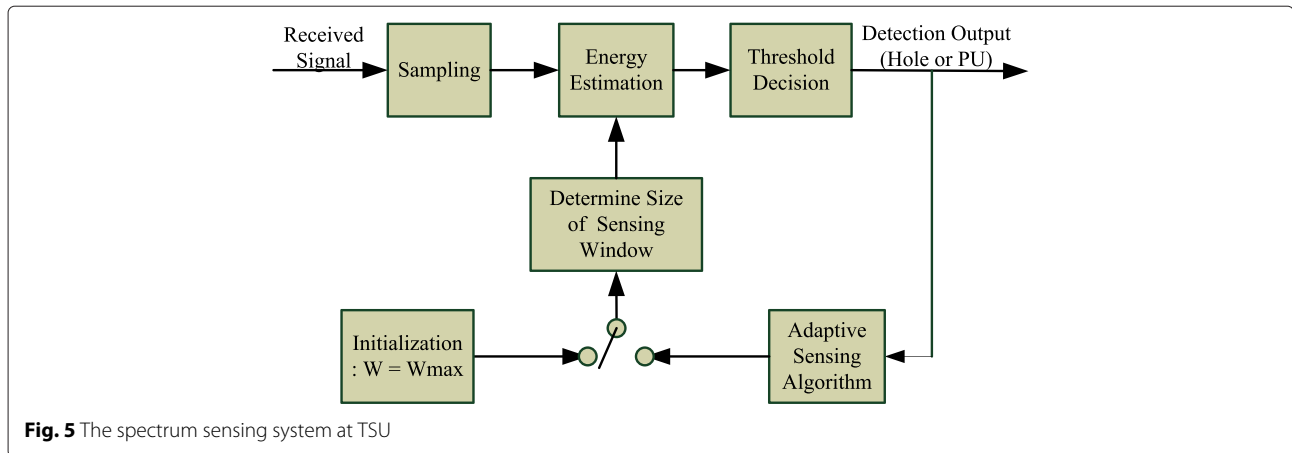 Received
Signal
Sampling
Energy
Estimation
Threshold
Decision
Detection Output
(Hole or PU)
Determine Size
of Sensing
Window
Initialization
: W = Wmax
Adaptive
Sensing
Algorithm
Fig. 5 The spectrum sensing system at TSU